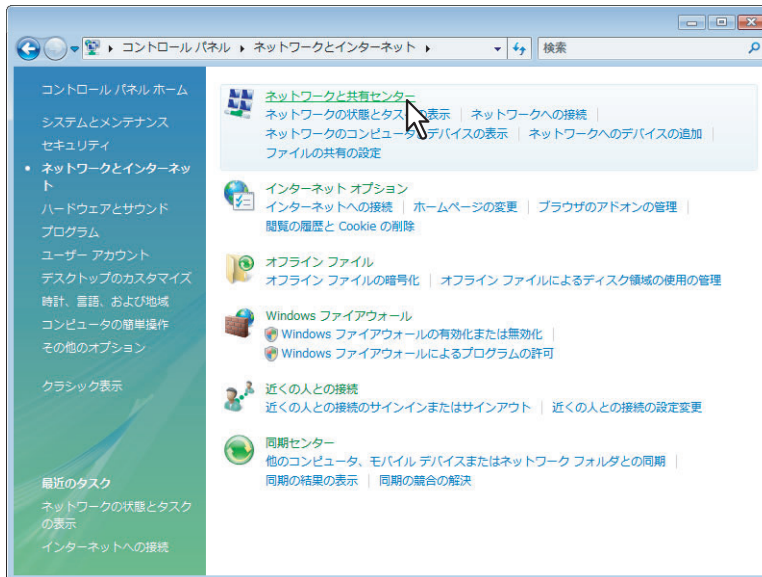 コントロール パネル ▸ ネットワークとインターネット ▸
検索
コントロール パネル ホーム
システムとメンテナンス
セキュリティ
ネットワークとインターネッ
ト
ハードウェアとサウンド
プログラム
ユーザー アカウント
デスクトップのカスタマイズ
時計、言語、および地域
コンピュータの簡単操作
その他のオプション
クラシック表示
最近のタスク
ネットワークの状態とタスク
の表示
インターネットへの接続
ネットワークと共有センター
ネットワークの状態とタスクの表示 | ネットワークへの接続 |
ネットワークのコンピュータとデバイスの表示 | ネットワークへのデバイスの追加 |
ファイルの共有の設定
インターネット オプション
インターネットへの接続 | ホームページの変更 | ブラウザのアドオンの管理 |
閲覧の履歴と Cookie の削除
オフライン ファイル
オフライン ファイルの暗号化 | オフライン ファイルによるディスク領域の使用の管理
Windows ファイアウォール
Windows ファイアウォールの有効化または無効化 |
Windows ファイアウォールによるプログラムの許可
近くの人との接続
近くの人との接続のサインインまたはサインアウト | 近くの人との接続の設定変更
同期センター
他のコンピュータ、モバイル デバイスまたはネットワーク フォルダとの同期 |
同期の結果の表示 | 同期の競合の解決